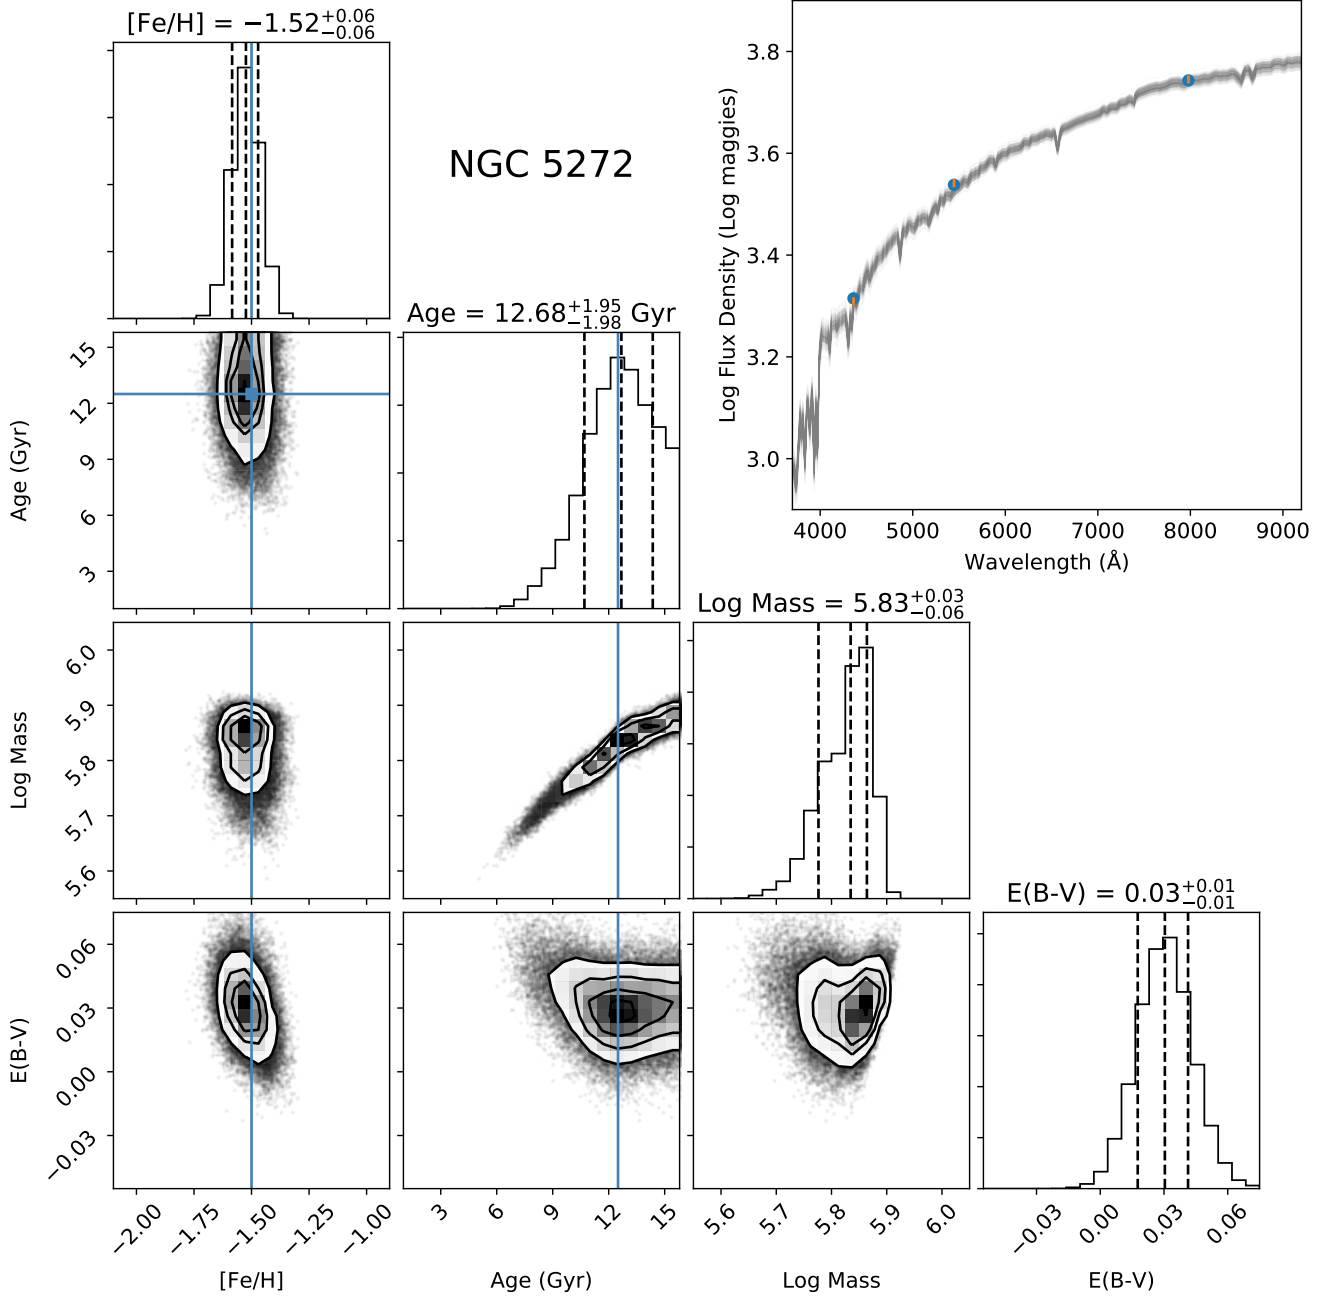 [Fe/H] = −1.52+0.06−0.06
NGC 5272
3.8
3.6
3.4
3.2
3.0
Log Flux Density (Log maggies)
4000 5000 6000 7000 8000 9000
Wavelength (Å)
Age = 12.68+1.95−1.98 Gyr
15
12
9
6
3
Age (Gyr)
Log Mass = 5.83+0.03−0.06
6.0
5.9
5.8
5.7
5.6
Log Mass
E(B-V) = 0.03+0.01−0.01
0.06
0.03
0.00
−0.03
E(B-V)
−2.00 −1.75 −1.50 −1.25 −1.00
[Fe/H]
3 6 9 12 15
Age (Gyr)
5.6 5.7 5.8 5.9 6.0
Log Mass
−0.03 0.00 0.03 0.06
E(B-V)